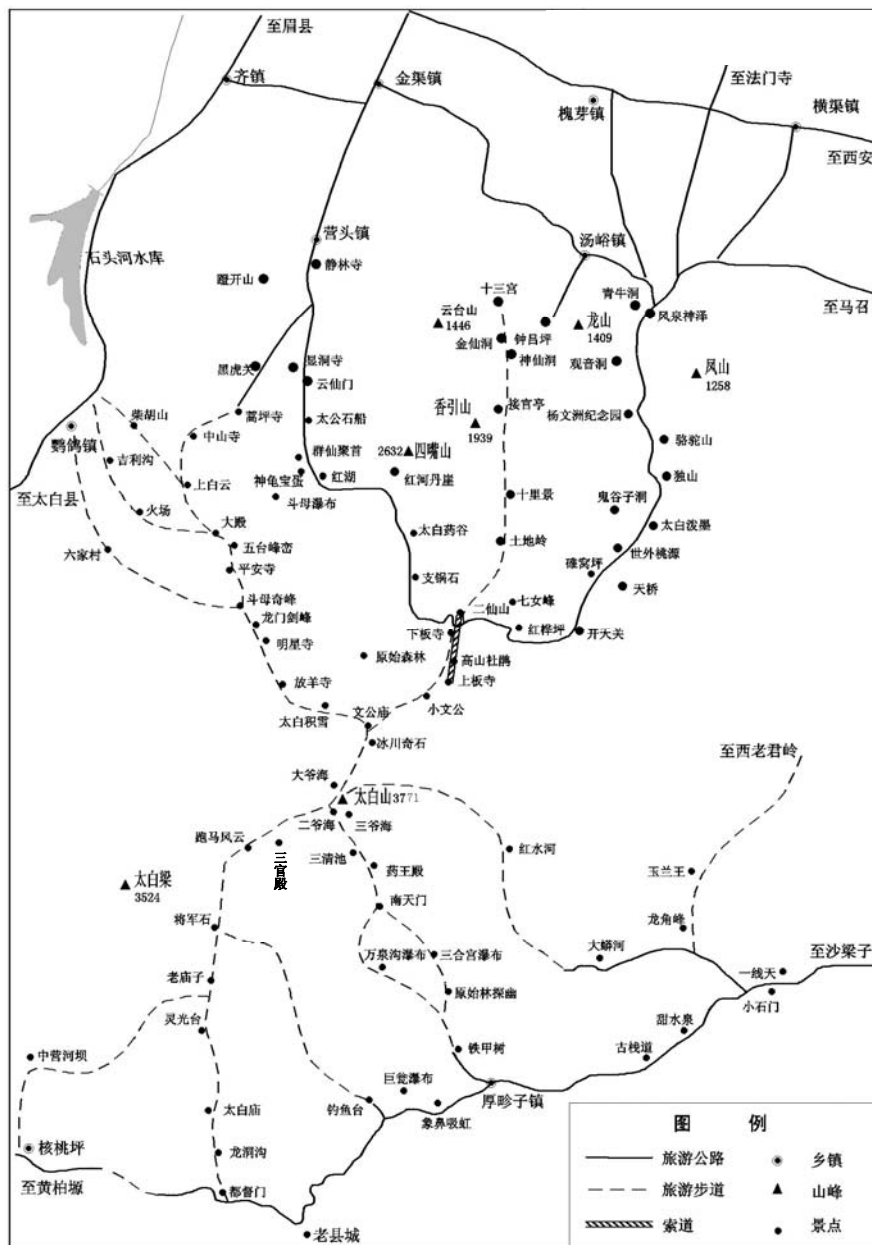 至眉县
齐镇
金渠镇
至法门寺
槐芽镇
横渠镇
至西安
营头镇
汤峪镇
石头河水库
静林寺
蹬开山
十三宫
青牛洞
至马召
云台山
1446
龙山
1409
凤泉神泽
钟吕坪
金仙洞
神仙洞
观音洞
凤山
1258
黑虎关
显洞寺
云仙门
柴胡山
蒿坪寺
太公石船
香引山
1939
接官亭
杨文洲纪念园
鹦鸽镇
中山寺
骆驼山
吉利沟
群仙聚首
2632
四嘴山
至太白县
上白云
神龟宝蛋
红湖
红河丹崖
独山
斗母瀑布
十里景
鬼谷子洞
火场
大殿
太白药谷
太白泼墨
六家村
五台峰峦
土地岭
世外桃源
平安寺
支锅石
碓窝坪
天桥
斗母奇峰
二仙山
七女峰
龙门剑峰
下板寺
红桦坪
开天关
明星寺
原始森林
高山杜鹃
放羊寺
上板寺
太白积雪
文公庙
小文公
冰川奇石
至西老君岭
大爷海
太白山3771
二爷海
三爷海
跑马风云
三官殿
三清池
红水河
药王殿
玉兰王
太白梁
3524
南天门
将军石
龙角峰
大蟒河
至沙梁子
万泉沟瀑布
三合宫瀑布
一线天
老庙子
原始林探幽
小石门
灵光台
甜水泉
中营河坝
铁甲树
古栈道
巨瓮瀑布
厚畛子镇
太白庙
钓鱼台
象鼻吸虹
核桃坪
龙洞沟
至黄柏塬
都督门
老县城
图 例
旅游公路
乡镇
旅游步道
山峰
索道
景点